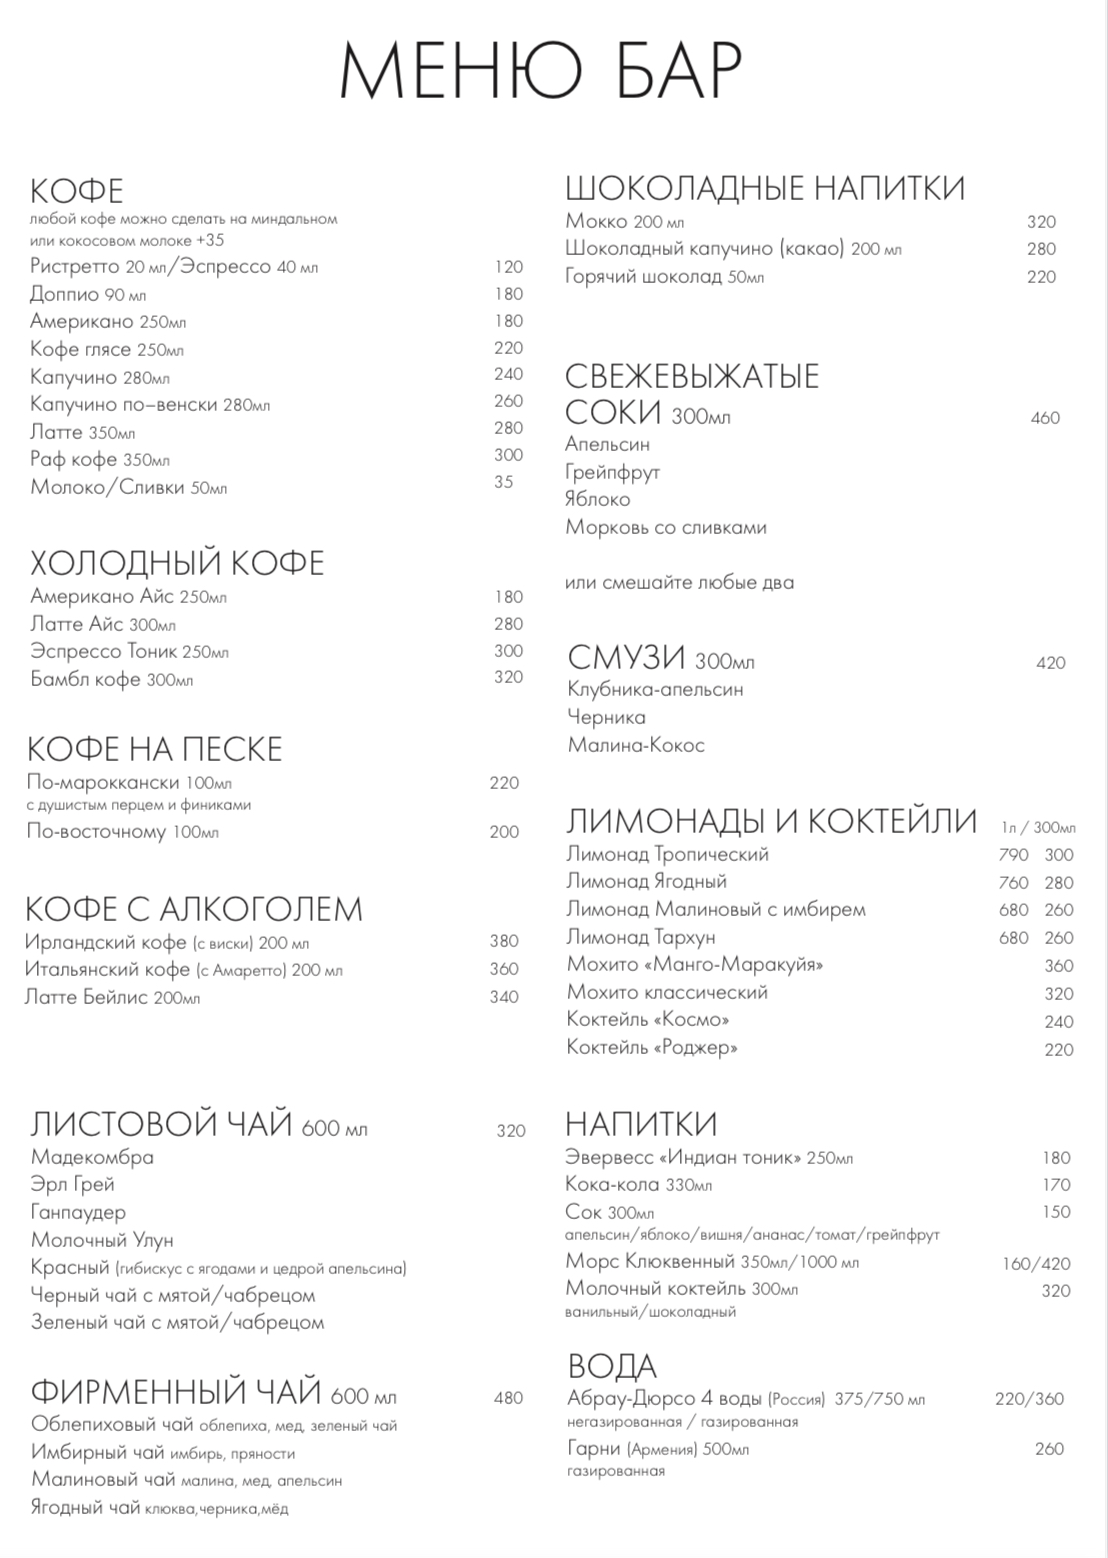 МЕНЮ БАР
КОФЕ
любой кофе можно сделать на миндальном
или кокосовом молоке +35
Ристретто 20 мл/Эспрессо 40 мл 120
Доппио 90 мл 180
Американо 250мл 180
Кофе глясе 250мл 220
Капучино 280мл 240
Капучино по–венски 280мл 260
Латте 350мл 280
Раф кофе 350мл 300
Молоко/Сливки 50мл 35
ХОЛОДНЫЙ КОФЕ
Американо Айс 250мл 180
Латте Айс 300мл 280
Эспрессо Тоник 250мл 300
Бамбл кофе 300мл 320
КОФЕ НА ПЕСКЕ
По-мароккански 100мл 220
с душистым перцем и финиками
По-восточному 100мл 200
КОФЕ С АЛКОГОЛЕМ
Ирландский кофе (с виски) 200 мл 380
Итальянский кофе (с Амаретто) 200 мл 360
Латте Бейлис 200мл 340
ЛИСТОВОЙ ЧАЙ 600 мл 320
Мадекомбра
Эрл Грей
Ганпаудер
Молочный Улун
Красный (гибискус с ягодами и цедрой апельсина)
Черный чай с мятой/чабрецом
Зеленый чай с мятой/чабрецом
ФИРМЕННЫЙ ЧАЙ 600 мл 480
Облепиховый чай облепиха, мед, зеленый чай
Имбирный чай имбирь, пряности
Малиновый чай малина, мед, апельсин
Ягодный чай клюква,черника,мёд
ШОКОЛАДНЫЕ НАПИТКИ
Мокко 200 мл 320
Шоколадный капучино (какао) 200 мл 280
Горячий шоколад 50мл 220
СВЕЖЕВЫЖАТЫЕ
СОКИ 300мл 460
Апельсин
Грейпфрут
Яблоко
Морковь со сливками
или смешайте любые два
СМУЗИ 300мл 420
Клубника-апельсин
Черника
Малина-Кокос
ЛИМОНАДЫ И КОКТЕЙЛИ 1л / 300мл
Лимонад Тропический 790 300
Лимонад Ягодный 760 280
Лимонад Малиновый с имбирем 680 260
Лимонад Тархун 680 260
Мохито «Манго-Маракуйя» 360
Мохито классический 320
Коктейль «Космо» 240
Коктейль «Роджер» 220
НАПИТКИ
Эвервесс «Индиан тоник» 250мл 180
Кока-кола 330мл 170
Сок 300мл 150
апельсин/яблоко/вишня/ананас/томат/грейпфрут
Морс Клюквенный 350мл/1000 мл 160/420
Молочный коктейль 300мл 320
ванильный/шоколадный
ВОДА
Абрау-Дюрсо 4 воды (Россия) 375/750 мл 220/360
негазированная / газированная
Гарни (Армения) 500мл 260
газированная